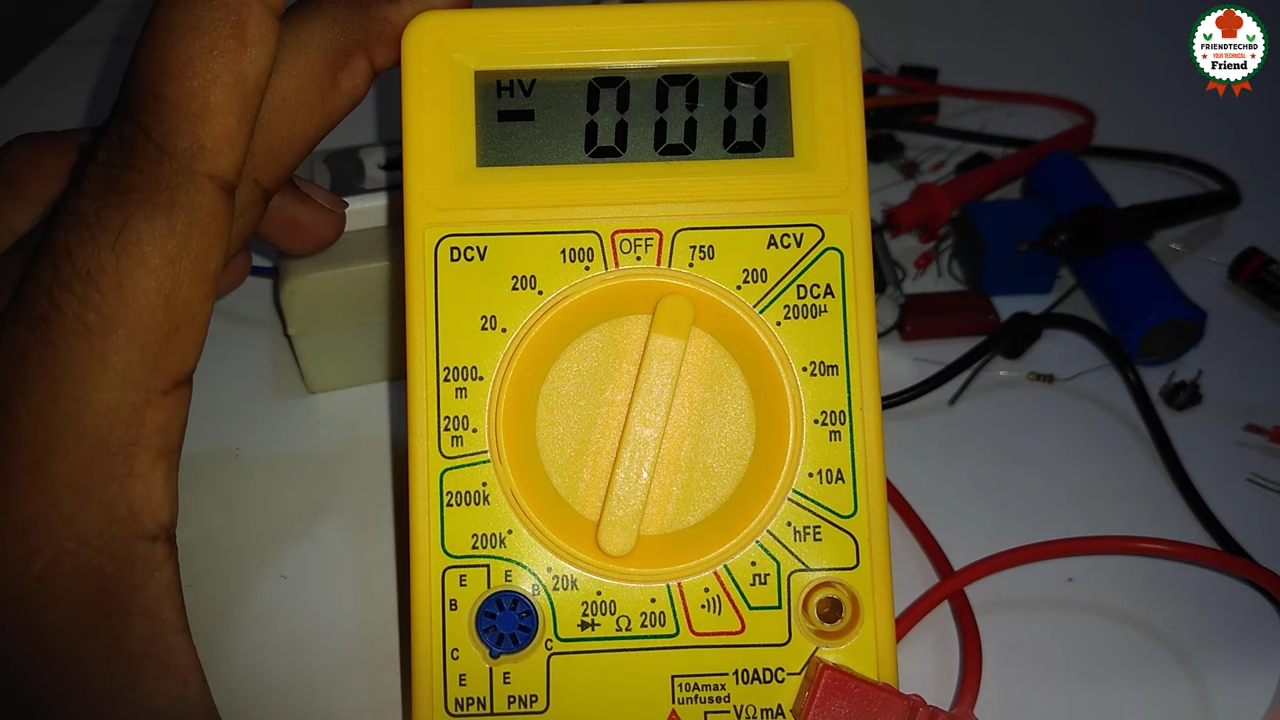 FRIENDTECHBD
YOUR TECHNICAL
Friend
HV
- 000
DCV
1000
OFF
750
ACV
200
200
DCA
2000µ
20
20m
2000
m
200
m
200
m
10A
2000k
hFE
200k
20k
2000
200
Ω
E
E
B
B
C
C
E
E
NPN
PNP
10ADC
10Amax
unfused
VΩmA